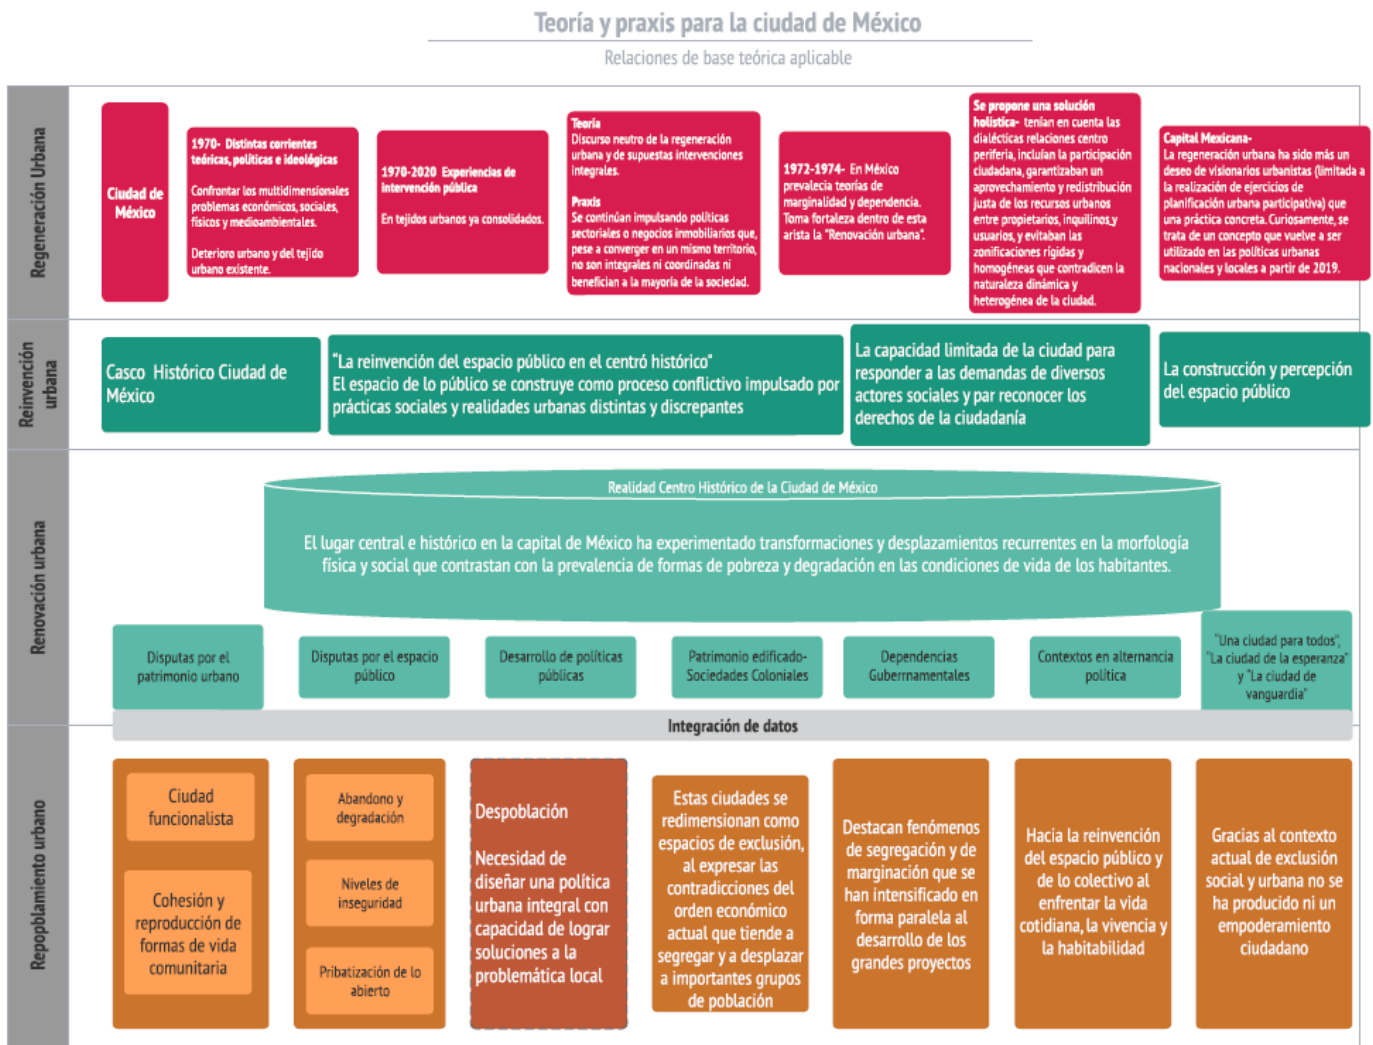 Teoría y praxis para la ciudad de México
Relaciones de base teórica aplicable
Regeneración Urbana
Ciudad de
México
1970- Distintas corrientes
teóricas, políticas e ideológicas
Confrontar los multidimensionales
problemas económicos, sociales,
físicos y medioambientales.
Deterioro urbano y del tejido
urbano existente.
1970-2020 Experiencias de
intervención pública
En tejidos urbanos ya consolidados.
Teoría
Discurso neutro de la regeneración
urbana y de supuestas intervenciones
integrales.
Praxis
Se continúan impulsando políticas
sectoriales o negocios inmobiliarios que,
pese a converger en un mismo territorio,
no son integrales ni coordinadas ni
benefician a la mayoría de la sociedad.
1972-1974- En México
prevalecia teorías de
marginalidad y dependencia.
Toma fortaleza dentro de esta
arista la "Renovación urbana".
Se propone una solución
holistica- tenían en cuenta las
dialécticas relaciones centro
periferia, incluían la participación
ciudadana, garantizaban un
aprovechamiento y redistribución
justa de los recursos urbanos
entre propietarios, inquilinos,y
usuarios, y evitaban las
zonificaciones rígidas y
homogéneas que contradicen la
naturaleza dinámica y
heterogénea de la ciudad.
Capital Mexicana-
La regeneración urbana ha sido más un
deseo de visionarios urbanistas (limitada a
la realización de ejercicios de
planificación urbana participativa) que
una práctica concreta. Curiosamente, se
trata de un concepto que vuelve a ser
utilizado en las políticas urbanas
nacionales y locales a partir de 2019.
Reinvención
urbana
Casco Histórico Ciudad de
México
"La reinvención del espacio público en el centró histórico"
El espacio de lo público se construye como proceso conflictivo impulsado por
prácticas sociales y realidades urbanas distintas y discrepantes
La capacidad limitada de la ciudad para
responder a las demandas de diversos
actores sociales y par reconocer los
derechos de la ciudadanía
La construcción y percepción
del espacio público
Renovación urbana
Realidad Centro Histórico de la Ciudad de México
El lugar central e histórico en la capital de México ha experimentado transformaciones y desplazamientos recurrentes en la morfología
física y social que contrastan con la prevalencia de formas de pobreza y degradación en las condiciones de vida de los habitantes.
Disputas por el
patrimonio urbano
Disputas por el espacio
público
Desarrollo de políticas
públicas
Patrimonio edificado-
Sociedades Coloniales
Dependencias
Guberrnamentales
Contextos en alternancia
política
"Una ciudad para todos",
"La ciudad de la esperanza"
y "La ciudad de
vanguardia"
Integración de datos
Repopblamiento urbano
Ciudad
funcionalista
Cohesión y
reproducción de
formas de vida
comunitaria
Abandono y
degradación
Niveles de
inseguridad
Pribatización de lo
abierto
Despoblación
Necesidad de
diseñar una política
urbana integral con
capacidad de lograr
soluciones a la
problemática local
Estas ciudades se
redimensionan como
espacios de exclusión,
al expresar las
contradicciones del
orden económico
actual que tiende a
segregar y a desplazar
a importantes grupos
de población
Destacan fenómenos
de segregación y de
marginación que se
han intensificado en
forma paralela al
desarrollo de los
grandes proyectos
Hacia la reinvención
del espacio público y
de lo colectivo al
enfrentar la vida
cotidiana, la vivencia y
la habitabilidad
Gracias al contexto
actual de exclusión
social y urbana no se
ha producido ni un
empoderamiento
ciudadano